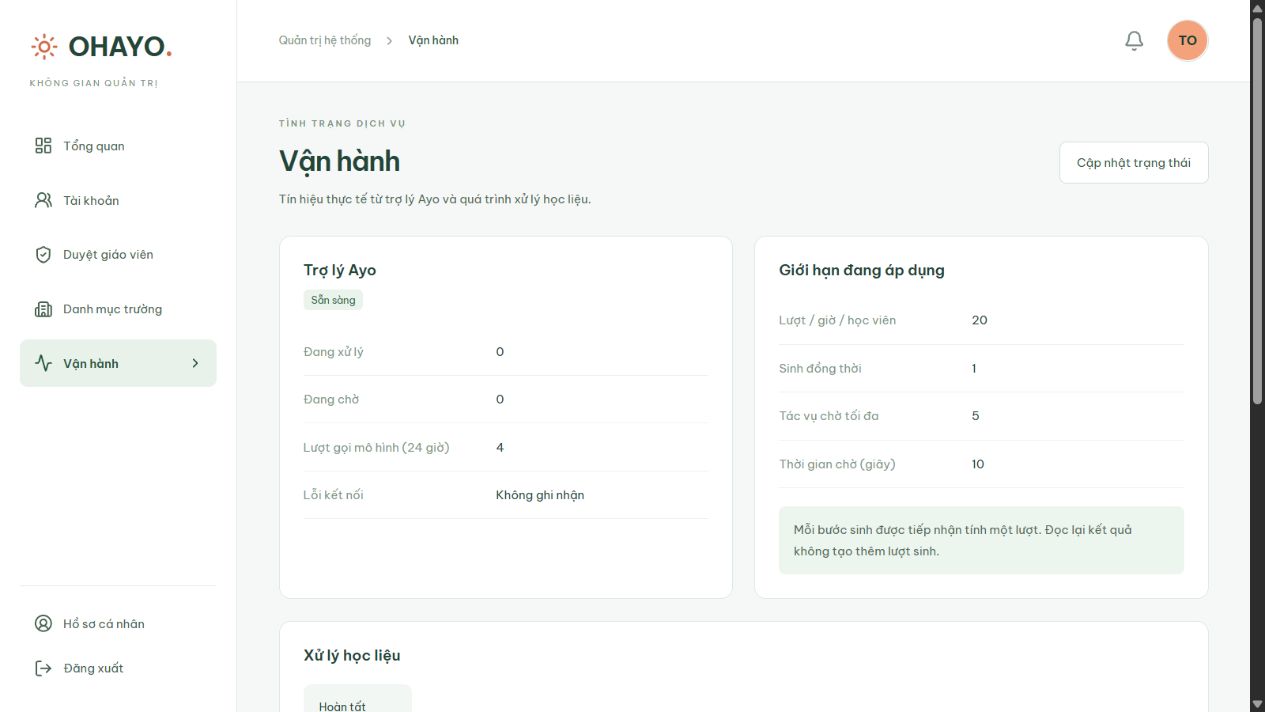 OHAYO.
KHÔNG GIAN QUẢN TRỊ
Tổng quan
Tài khoản
Duyệt giáo viên
Danh mục trường
Vận hành
Hồ sơ cá nhân
Đăng xuất
Quản trị hệ thống > Vận hành
TO
TÌNH TRẠNG DỊCH VỤ
Vận hành
Tín hiệu thực tế từ trợ lý Ayo và quá trình xử lý học liệu.
Cập nhật trạng thái
Trợ lý Ayo
Sẵn sàng
Đang xử lý 0
Đang chờ 0
Lượt gọi mô hình (24 giờ) 4
Lỗi kết nối Không ghi nhận
Giới hạn đang áp dụng
Lượt / giờ / học viên 20
Sinh đồng thời 1
Tác vụ chờ tối đa 5
Thời gian chờ (giây) 10
Mỗi bước sinh được tiếp nhận tính một lượt. Đọc lại kết quả
không tạo thêm lượt sinh.
Xử lý học liệu
Hoàn tất